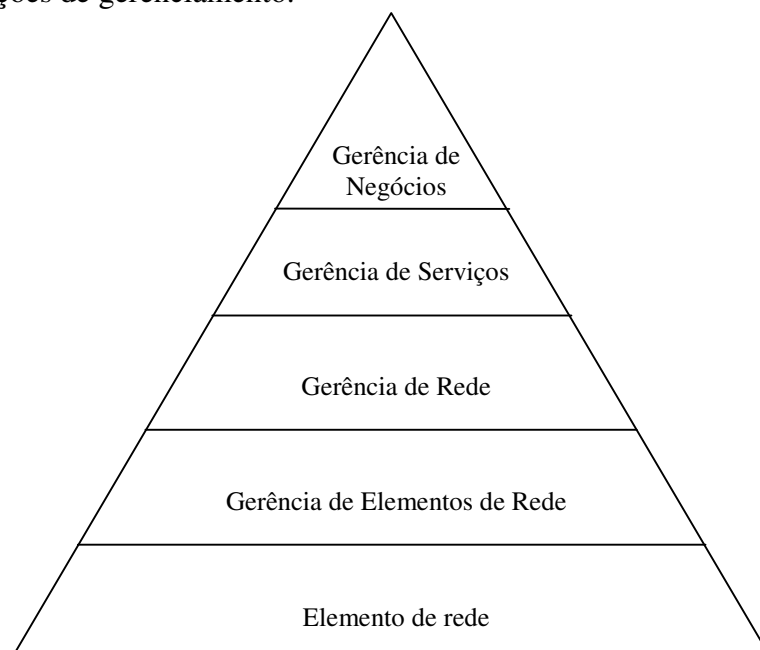 ções de gerenciamento.
Gerência de
Negócios
Gerência de Serviços
Gerência de Rede
Gerência de Elementos de Rede
Elemento de rede